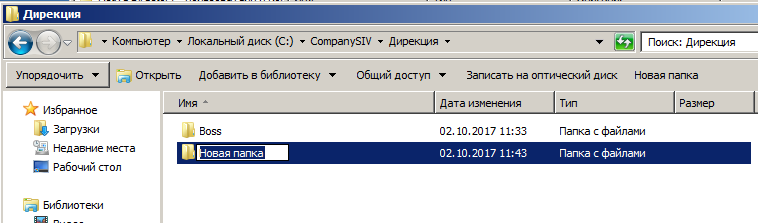 Дирекция
Компьютер Локальный диск (C:) CompanySIV Дирекция
Поиск: Дирекция
Упорядочить Открыть Добавить в библиотеку Общий доступ Записать на оптический диск Новая папка
Избранное
Загрузки
Недавние места
Рабочий стол
Библиотеки
Имя Дата изменения Тип Размер
Boss 02.10.2017 11:33 Папка с файлами
Новая папка 02.10.2017 11:43 Папка с файлами